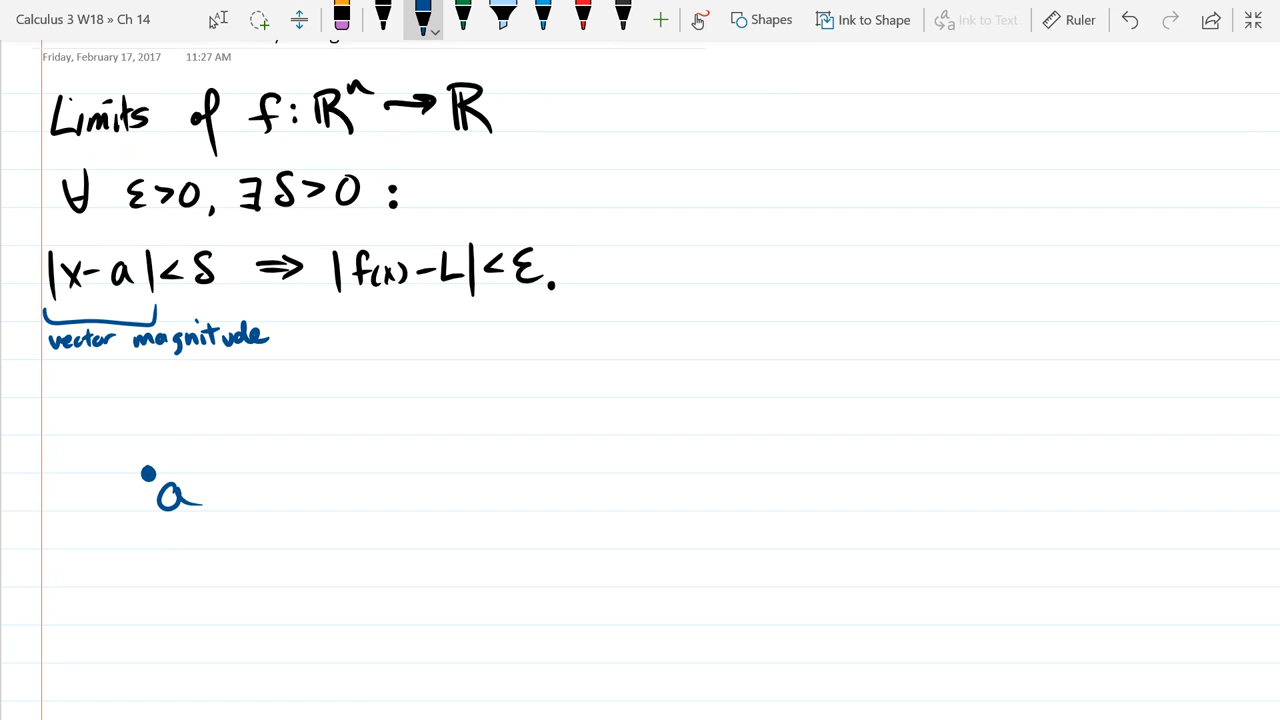 Calculus 3 W18 » Ch 14
Shapes
Ink to Shape
Ink to Text
Ruler
Friday, February 17, 2017 11:27 AM
Limits of f: ℝⁿ → ℝ
∀ ε>0, ∃ δ>0 :
|x-a|<δ ⇒ |f(x)-L|<ε.
vector magnitude
a